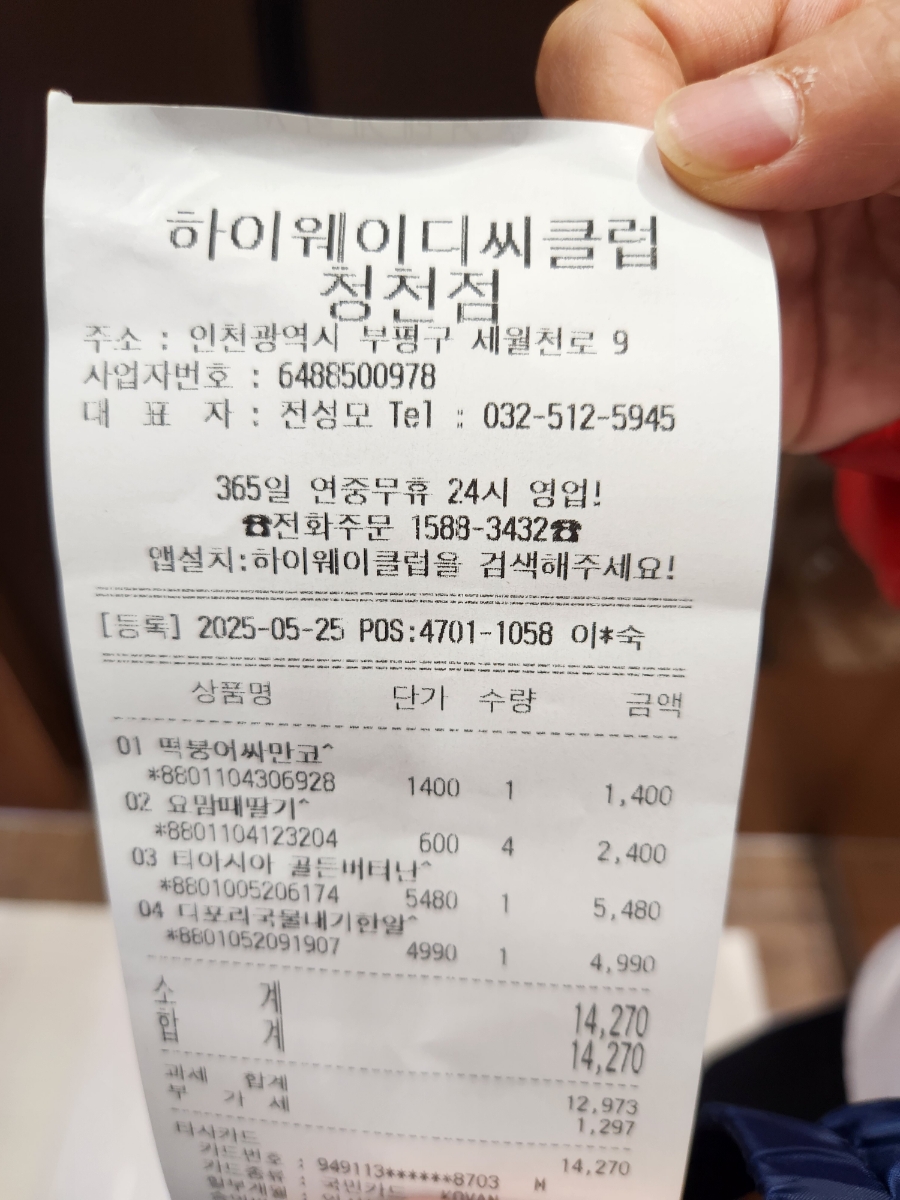 하이웨이디씨클럽
청천점
주소 : 인천광역시 부평구 세월천로 9
사업자번호 : 6488500978
대 표 자 : 전성모 Tel : 032-512-5945
365일 연중무휴 24시 영업!
☎전화주문 1588-3432☎
앱설치:하이웨이클럽을 검색해주세요!
[등록] 2025-05-25 POS:4701-1058 이*숙
상품명 단가 수량 금액
01 떡붕어싸만코^
*8801104306928 1400 1 1,400
02 요맘때딸기^
*8801104123204 600 4 2,400
03 티아시아 골든버터난^
*8801005206174 5480 1 5,480
04 디포리국물내기한알^
*8801052091907 4990 1 4,990
소 계 14,270
합 계 14,270
과세 합계 12,973
부 가 세 1,297
타사카드 14,270
카드번호 : 949113******8703 M
카드종류 : 국민카드 KOVAN
할부개월 :